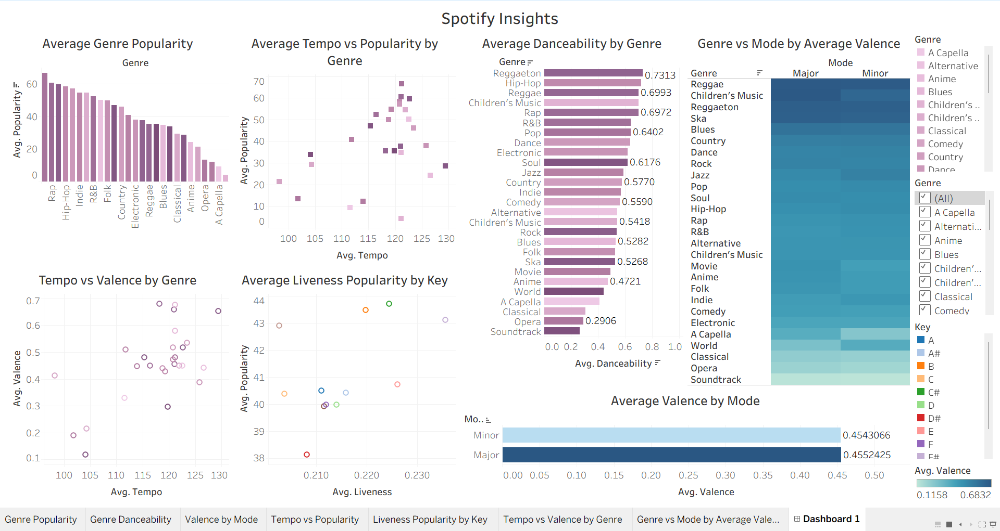 Spotify Insights
Average Genre Popularity
Genre
Avg. Popularity
60
40
20
0
Rap
Hip-Hop
Indie
R&B
Folk
Country
Electronic
Reggae
Blues
Classical
Anime
Opera
A Capella
Average Tempo vs Popularity by
Genre
Avg. Popularity
70
60
50
40
30
20
10
0
100
105
110
115
120
125
130
Avg. Tempo
Average Danceability by Genre
Genre
Reggaeton
0.7313
Hip-Hop
Reggae
0.6993
Children's Music
Rap
0.6972
R&B
Pop
0.6402
Dance
Electronic
Soul
0.6176
Jazz
Country
0.5770
Indie
Comedy
0.5590
Alternative
Children's Music
0.5418
Rock
Blues
0.5282
Folk
Ska
0.5268
Movie
Anime
0.4721
World
A Capella
Classical
Opera
0.2906
Soundtrack
0.0
0.2
0.4
0.6
0.8
1.0
Avg. Danceability
Genre vs Mode by Average Valence
Mode
Genre
Major
Minor
Reggae
Children's Music
Reggaeton
Ska
Blues
Country
Dance
Rock
Jazz
Pop
Soul
Hip-Hop
Rap
R&B
Alternative
Children's Music
Movie
Anime
Folk
Indie
Comedy
Electronic
A Capella
World
Classical
Opera
Soundtrack
Tempo vs Valence by Genre
Avg. Valence
0.7
0.6
0.5
0.4
0.3
0.2
0.1
100
105
110
115
120
125
130
Avg. Tempo
Average Liveness Popularity by Key
Avg. Popularity
44
43
42
41
40
39
38
0.210
0.220
0.230
Avg. Liveness
Average Valence by Mode
Mo..
Minor
0.4543066
Major
0.4552425
0.00
0.05
0.10
0.15
0.20
0.25
0.30
0.35
0.40
0.45
0.50
Avg. Valence
Genre
A Capella
Alternative
Anime
Blues
Children's ..
Children's ..
Classical
Comedy
Country
Dance
Genre
(All)
A Capella
Alternati...
Anime
Blues
Children'...
Children'...
Classical
Comedy
Key
A
A#
B
C
C#
D
D#
E
F
F#
Avg. Valence
0.1158
0.6832
Genre Popularity
Genre Danceability
Valence by Mode
Tempo vs Popularity
Liveness Popularity by Key
Tempo vs Valence by Genre
Genre vs Mode by Average Vale...
Dashboard 1